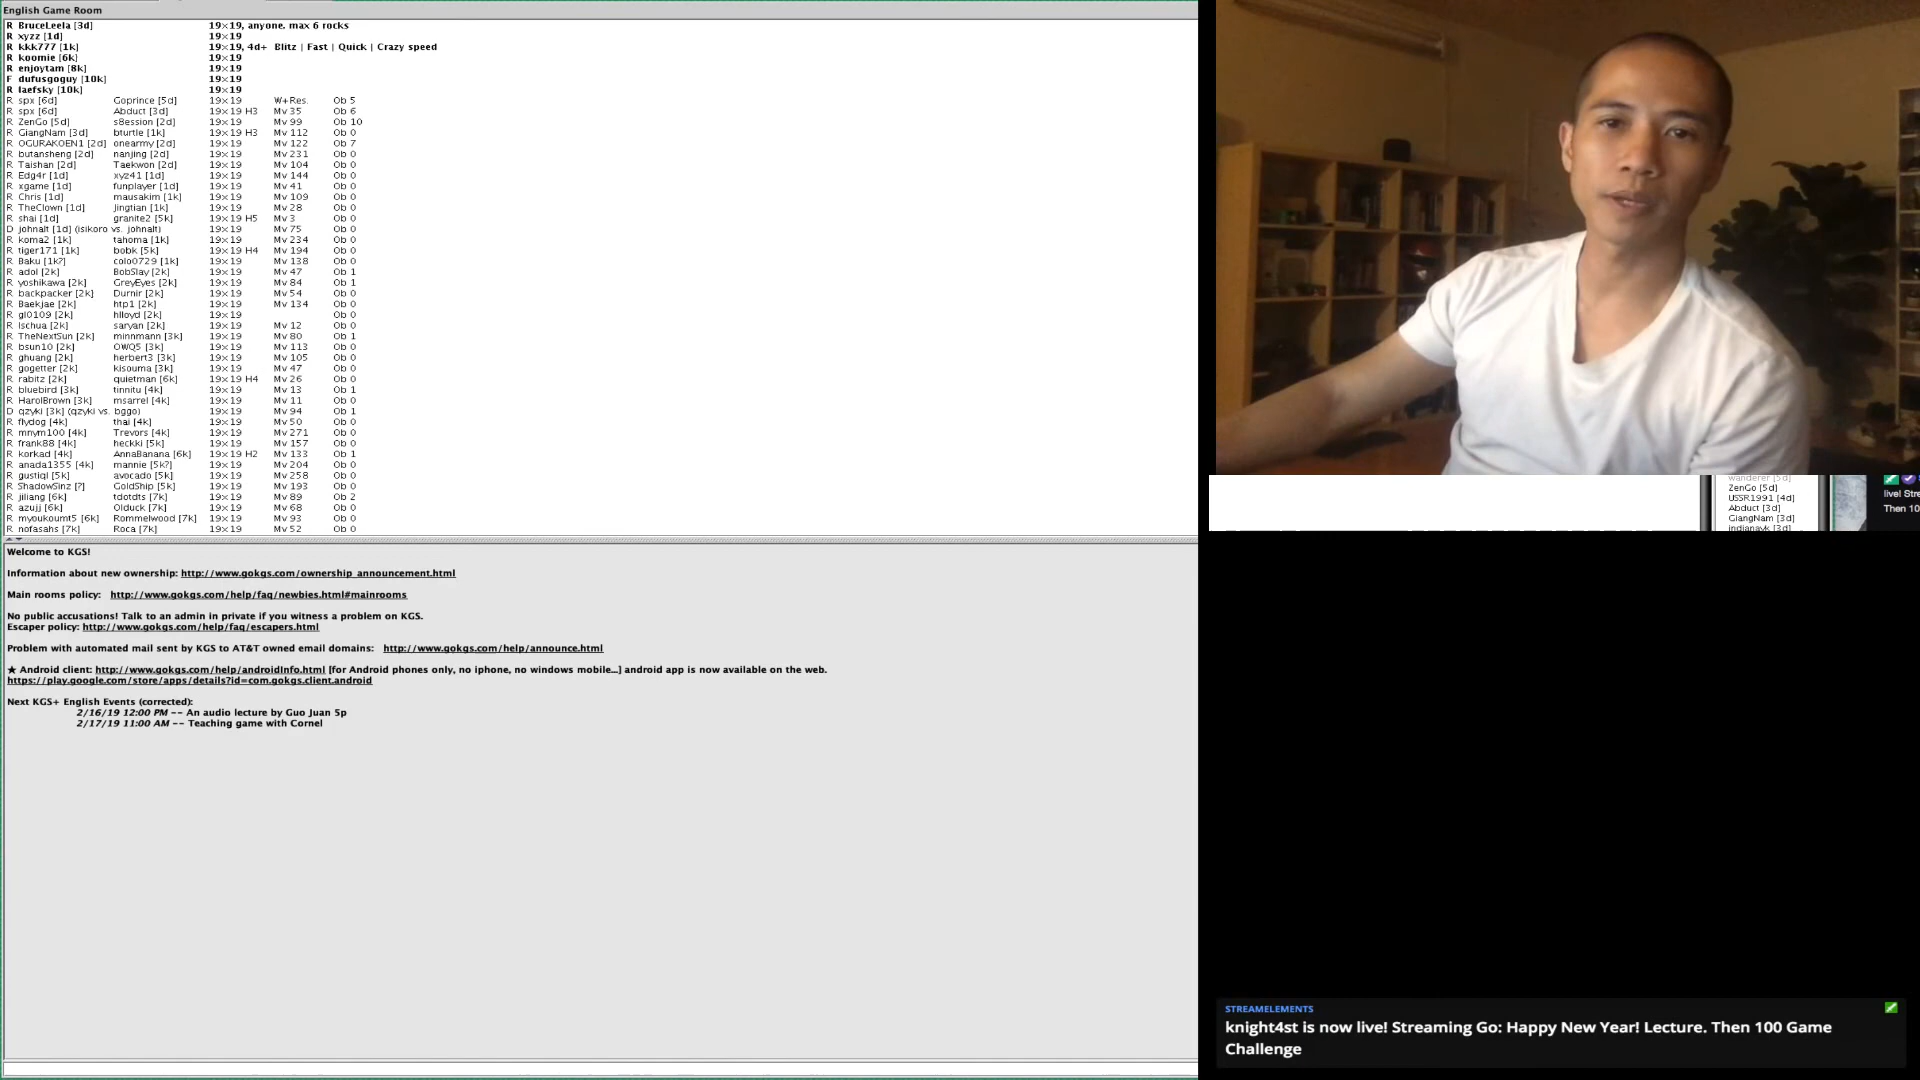 English Game Room
R BruceLeela [3d] 19×19, anyone. max 6 rocks
R xyzz [1d] 19×19
R kkk777 [1k] 19×19, 4d+ Blitz | Fast | Quick | Crazy speed
R koomie [6k] 19×19
R enjoytam [8k] 19×19
F dufusgoguy [10k] 19×19
R laefsky [10k] 19×19
R spx [6d] Goprince [5d] 19×19 W+Res. Ob 5
R spx [6d] Abduct [3d] 19×19 H3 Mv 35 Ob 6
R ZenGo [5d] s8ession [2d] 19×19 Mv 99 Ob 10
R GiangNam [3d] bturtle [1k] 19×19 H3 Mv 112 Ob 0
R OGURAKOEN1 [2d] onearmy [2d] 19×19 Mv 122 Ob 7
R butansheng [2d] nanjing [2d] 19×19 Mv 231 Ob 0
R Taishan [2d] Taekwon [2d] 19×19 Mv 104 Ob 0
R Edg4r [1d] xyz41 [1d] 19×19 Mv 144 Ob 0
R xgame [1d] funplayer [1d] 19×19 Mv 41 Ob 0
R Chris [1d] mausakim [1k] 19×19 Mv 109 Ob 0
R TheClown [1d] Jingtian [1k] 19×19 Mv 28 Ob 0
R shai [1d] granite2 [5k] 19×19 H5 Mv 3 Ob 0
D johnalt [1d] (isikoro vs. johnalt) 19×19 Mv 75 Ob 0
R koma2 [1k] tahoma [1k] 19×19 Mv 234 Ob 0
R tiger171 [1k] bobk [5k] 19×19 H4 Mv 194 Ob 0
R Baku [1k?] colo0729 [1k] 19×19 Mv 138 Ob 0
R adol [2k] BobSlay [2k] 19×19 Mv 47 Ob 1
R yoshikawa [2k] GreyEyes [2k] 19×19 Mv 84 Ob 1
R backpacker [2k] Durnir [2k] 19×19 Mv 54 Ob 0
R Baekjae [2k] htp1 [2k] 19×19 Mv 134 Ob 0
R gl0109 [2k] hlloyd [2k] 19×19 Ob 0
R lschua [2k] saryan [2k] 19×19 Mv 12 Ob 0
R TheNextSun [2k] minnmann [3k] 19×19 Mv 80 Ob 1
R bsun10 [2k] OWQ5 [3k] 19×19 Mv 113 Ob 0
R ghuang [2k] herbert3 [3k] 19×19 Mv 105 Ob 0
R gogetter [2k] kisouma [3k] 19×19 Mv 47 Ob 0
R rabitz [2k] quietman [6k] 19×19 H4 Mv 26 Ob 0
R bluebird [3k] tinnitu [4k] 19×19 Mv 13 Ob 1
R HarolBrown [3k] msarrel [4k] 19×19 Mv 11 Ob 0
D qzyki [3k] (qzyki vs. bggo) 19×19 Mv 94 Ob 1
R flydog [4k] thai [4k] 19×19 Mv 50 Ob 0
R mnym100 [4k] Trevors [4k] 19×19 Mv 271 Ob 0
R frank88 [4k] heckki [5k] 19×19 Mv 157 Ob 0
R korkad [4k] AnnaBanana [6k] 19×19 H2 Mv 133 Ob 1
R anada1355 [4k] mannie [5k?] 19×19 Mv 204 Ob 0
R gustiql [5k] avocado [5k] 19×19 Mv 258 Ob 0
R ShadowSinz [?] GoldShip [5k] 19×19 Mv 193 Ob 0
R jiliang [6k] tdotdts [7k] 19×19 Mv 89 Ob 2
R azujj [6k] Olduck [7k] 19×19 Mv 68 Ob 0
R myoukoumt5 [6k] Rommelwood [7k] 19×19 Mv 93 Ob 0
R nofasahs [7k] Roca [7k] 19×19 Mv 52 Ob 0
Welcome to KGS!
Information about new ownership: http://www.gokgs.com/ownership_announcement.html
Main rooms policy: http://www.gokgs.com/help/faq/newbies.html#mainrooms
No public accusations! Talk to an admin in private if you witness a problem on KGS.
Escaper policy: http://www.gokgs.com/help/faq/escapers.html
Problem with automated mail sent by KGS to AT&T owned email domains: http://www.gokgs.com/help/announce.html
★ Android client: http://www.gokgs.com/help/androidInfo.html [for Android phones only, no iphone, no windows mobile...] android app is now available on the web.
https://play.google.com/store/apps/details?id=com.gokgs.client.android
Next KGS+ English Events (corrected):
2/16/19 12:00 PM -- An audio lecture by Guo Juan 5p
2/17/19 11:00 AM -- Teaching game with Cornel
wanderer [5d]
ZenGo [5d]
USSR1991 [4d]
Abduct [3d]
GiangNam [3d]
indianayk [3d]
live! Stre
Then 10
STREAMELEMENTS
knight4st is now live! Streaming Go: Happy New Year! Lecture. Then 100 Game
Challenge